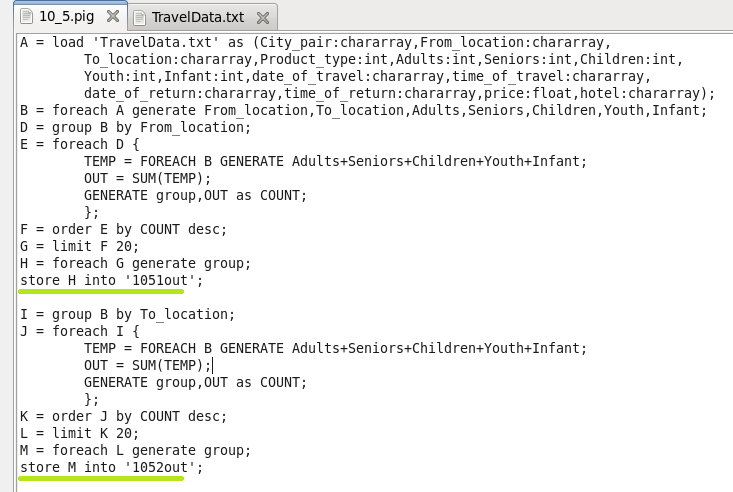 10_5.pig TravelData.txt
A = load 'TravelData.txt' as (City_pair:chararray,From_location:chararray,
To_location:chararray,Product_type:int,Adults:int,Seniors:int,Children:int,
Youth:int,Infant:int,date_of_travel:chararray,time_of_travel:chararray,
date_of_return:chararray,time_of_return:chararray,price:float,hotel:chararray);
B = foreach A generate From_location,To_location,Adults,Seniors,Children,Youth,Infant;
D = group B by From_location;
E = foreach D {
TEMP = FOREACH B GENERATE Adults+Seniors+Children+Youth+Infant;
OUT = SUM(TEMP);
GENERATE group,OUT as COUNT;
};
F = order E by COUNT desc;
G = limit F 20;
H = foreach G generate group;
store H into '1051out';
I = group B by To_location;
J = foreach I {
TEMP = FOREACH B GENERATE Adults+Seniors+Children+Youth+Infant;
OUT = SUM(TEMP);
GENERATE group,OUT as COUNT;
};
K = order J by COUNT desc;
L = limit K 20;
M = foreach L generate group;
store M into '1052out';